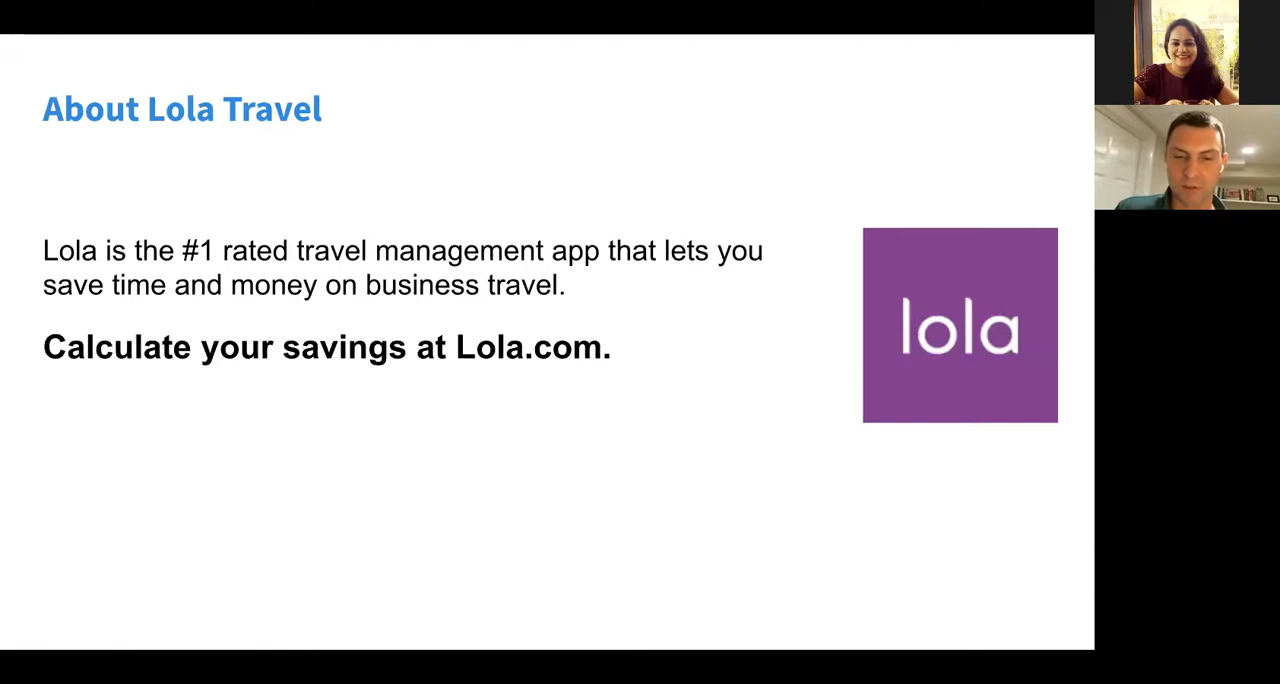 About Lola Travel
Lola is the #1 rated travel management app that lets you
save time and money on business travel.
Calculate your savings at Lola.com.
lola